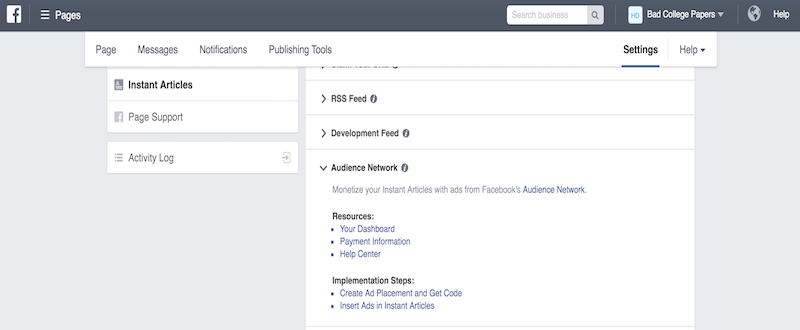 Pages
Search business
HD
Bad College Papers
Help
Page
Messages
Notifications
Publishing Tools
Settings
Help
Instant Articles
Page Support
Activity Log
RSS Feed
Development Feed
Audience Network
Monetize your Instant Articles with ads from Facebook's Audience Network.
Resources:
Your Dashboard
Payment Information
Help Center
Implementation Steps:
Create Ad Placement and Get Code
Insert Ads in Instant Articles